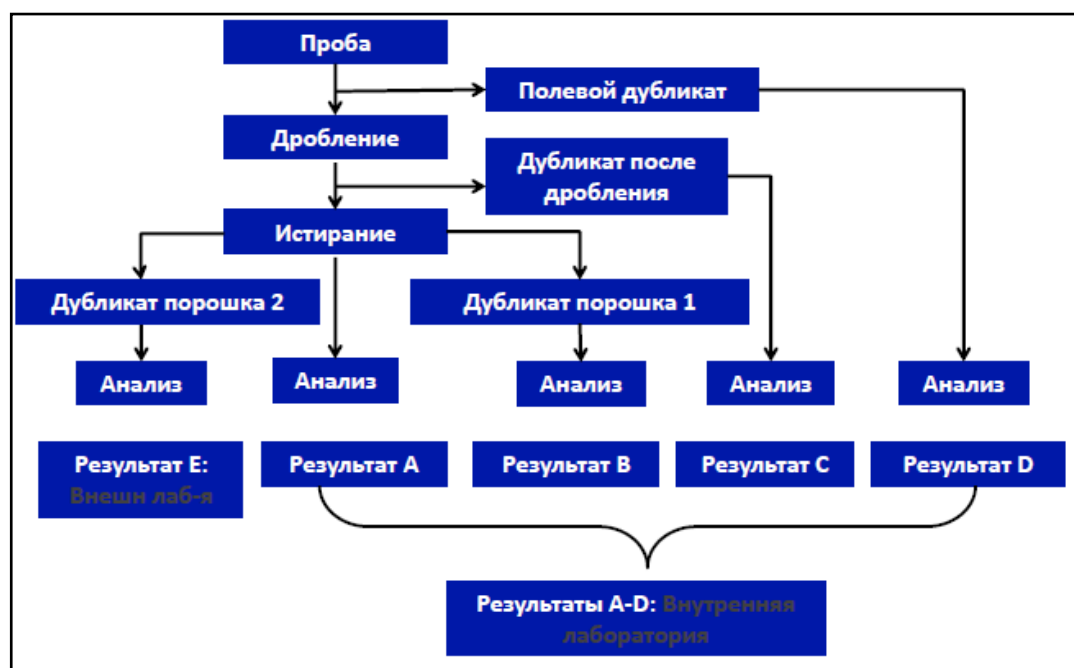 Проба
Полевой дубликат
Дробление
Дубликат после
дробления
Истирание
Дубликат порошка 2
Дубликат порошка 1
Анализ
Анализ
Анализ
Анализ
Анализ
Результат E:
Внешн лаб-я
Результат A
Результат B
Результат C
Результат D
Результаты A-D: Внутренняя
лаборатория